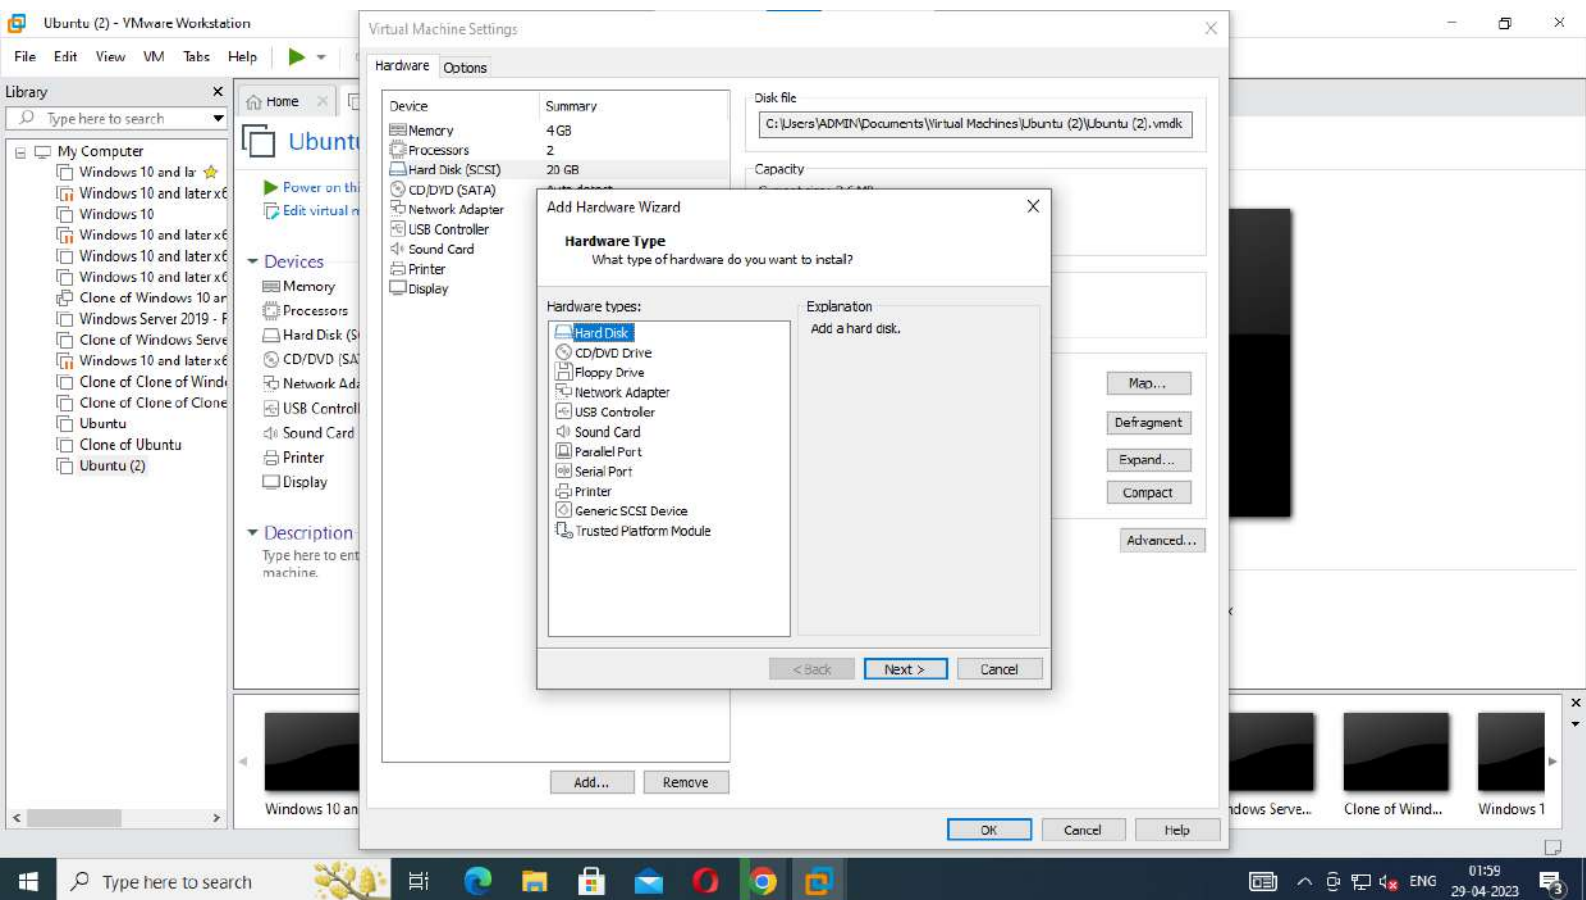 Ubuntu (2) - VMware Workstation
File Edit View VM Tabs Help
Library
Type here to search
My Computer
Windows 10 and la
Windows 10 and later x6
Windows 10
Windows 10 and later x6
Windows 10 and later x6
Windows 10 and later x6
Clone of Windows 10 an
Windows Server 2019 - F
Clone of Windows Serve
Windows 10 and later x6
Clone of Clone of Wind
Clone of Clone of Clone
Ubuntu
Clone of Ubuntu
Ubuntu (2)
Home
Ubunt
Power on thi
Edit virtual m
Devices
Memory
Processors
Hard Disk (S
CD/DVD (SA
Network Ada
USB Controll
Sound Card
Printer
Display
Description
Type here to ent
machine.
Virtual Machine Settings
Hardware Options
Device Summary
Memory 4 GB
Processors 2
Hard Disk (SCSI) 20 GB
CD/DVD (SATA) Auto detect
Network Adapter
USB Controller
Sound Card
Printer
Display
Disk file
C:\Users\ADMIN\Documents\Virtual Machines\Ubuntu (2)\Ubuntu (2).vmdk
Capacity
Add Hardware Wizard
Hardware Type
What type of hardware do you want to install?
Hardware types:
Hard Disk
CD/DVD Drive
Floppy Drive
Network Adapter
USB Controller
Sound Card
Parallel Port
Serial Port
Printer
Generic SCSI Device
Trusted Platform Module
Explanation
Add a hard disk.
< Back Next > Cancel
Map...
Defragment
Expand...
Compact
Advanced...
Add... Remove
OK Cancel Help
Windows 10 an
ndows Serve... Clone of Wind... Windows 1
Type here to search
ENG
01:59
29-04-2023
3